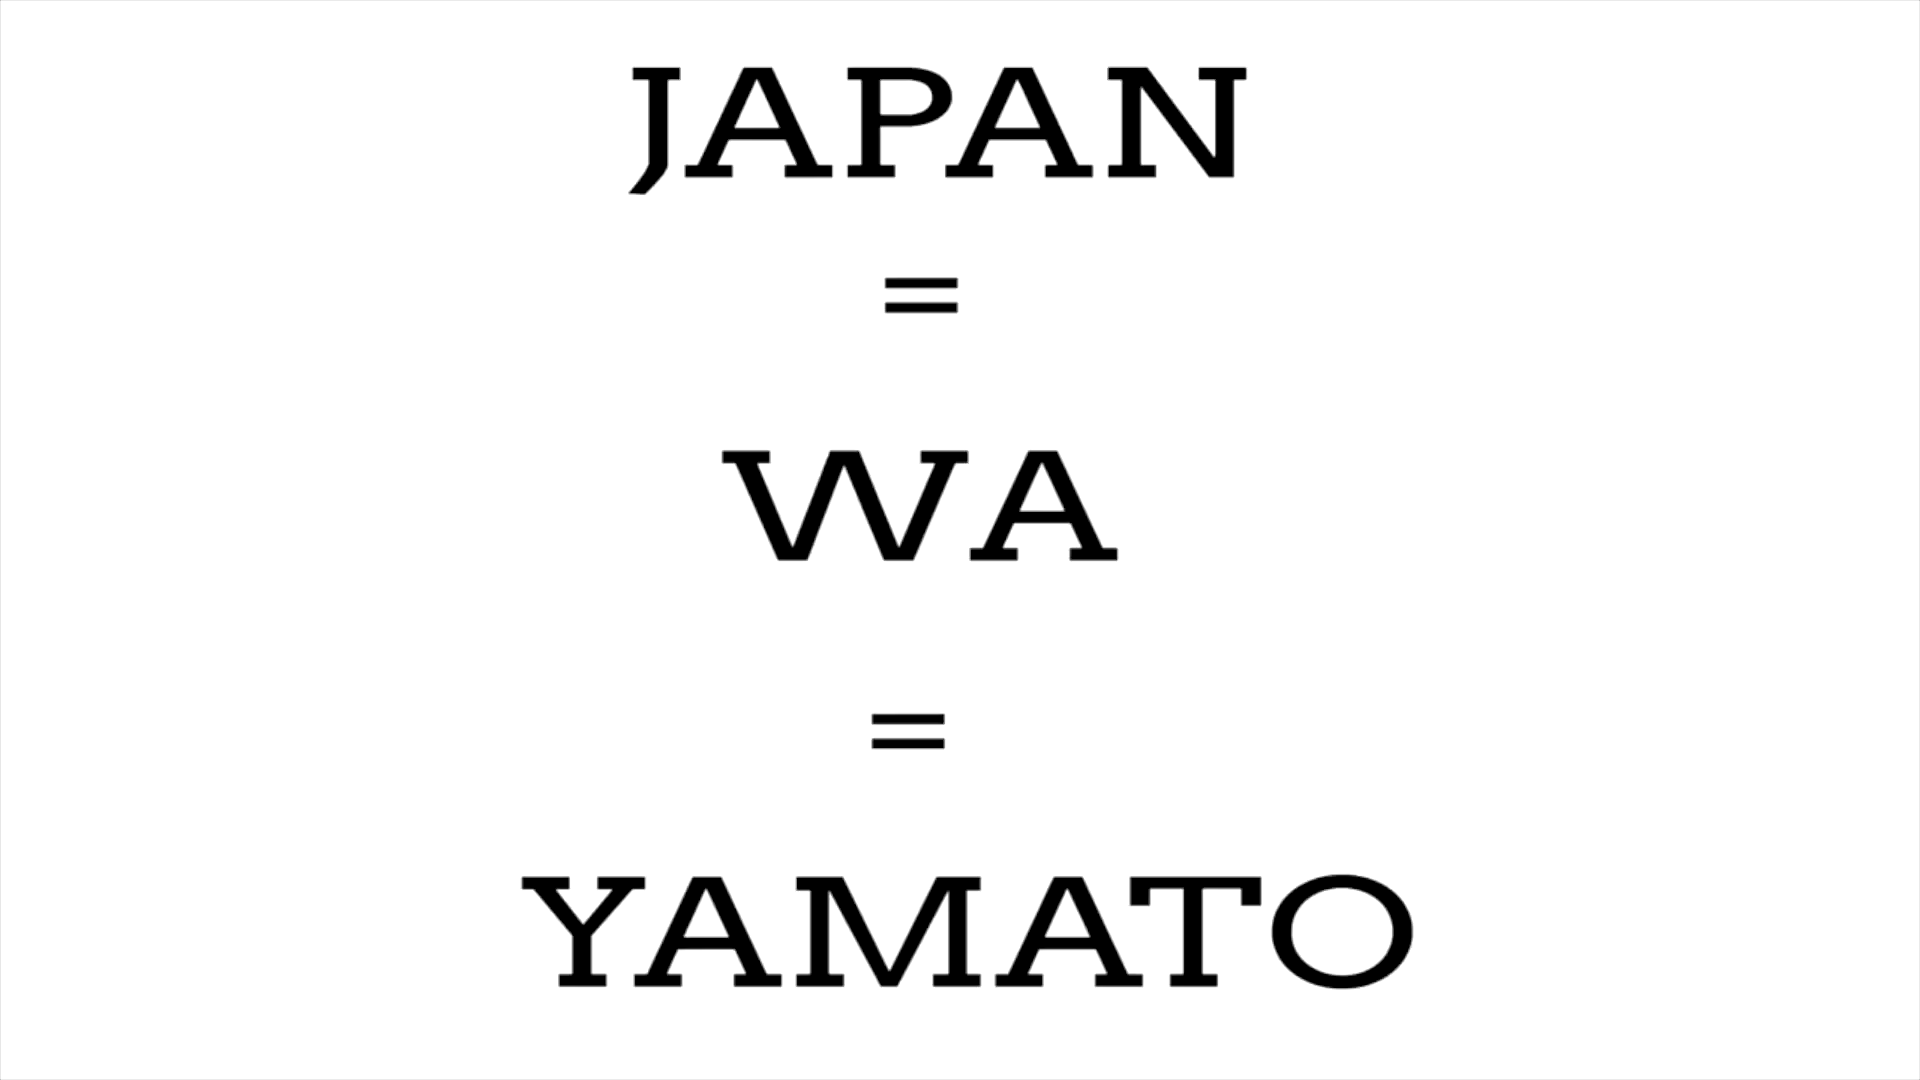 JAPAN
=
WA
=
YAMATO